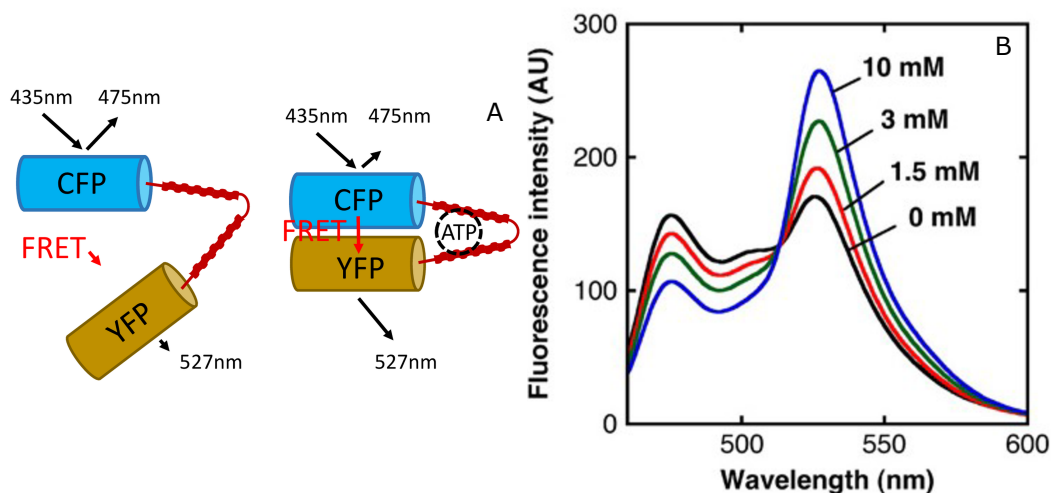 A
435nm 475nm
CFP
FRET
YFP
527nm
435nm 475nm
CFP
FRET
ATP
YFP
527nm
B
Fluorescence intensity (AU)
300
200
100
0
10 mM
3 mM
1.5 mM
0 mM
500 550 600
Wavelength (nm)